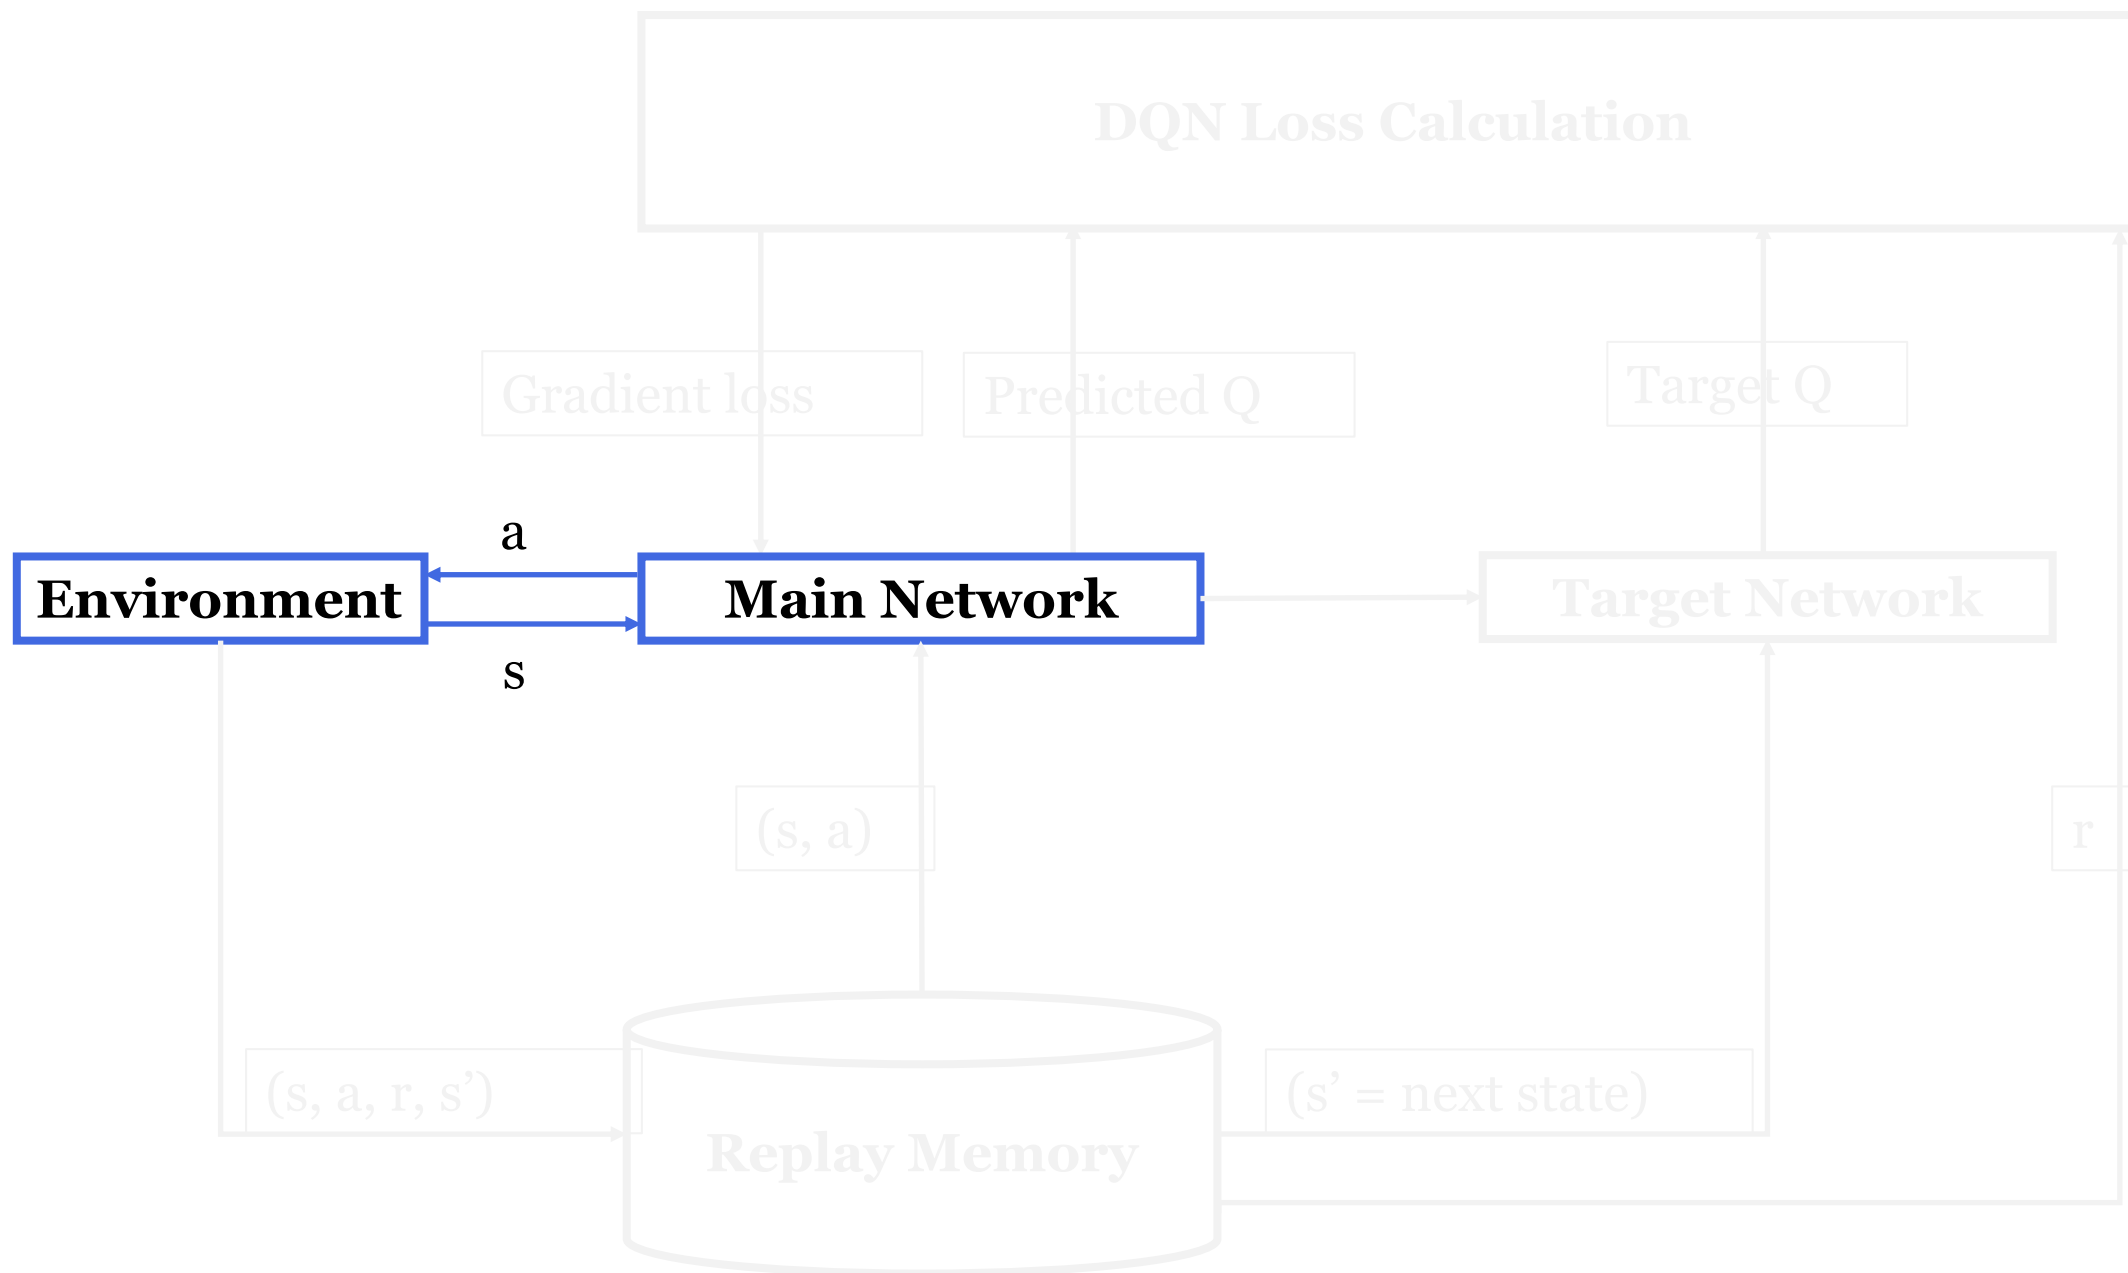 DQN Loss Calculation
Gradient loss
Predicted Q
Target Q
a
Environment
Main Network
Target Network
s
(s, a)
r
(s, a, r, s’)
(s’ = next state)
Replay Memory